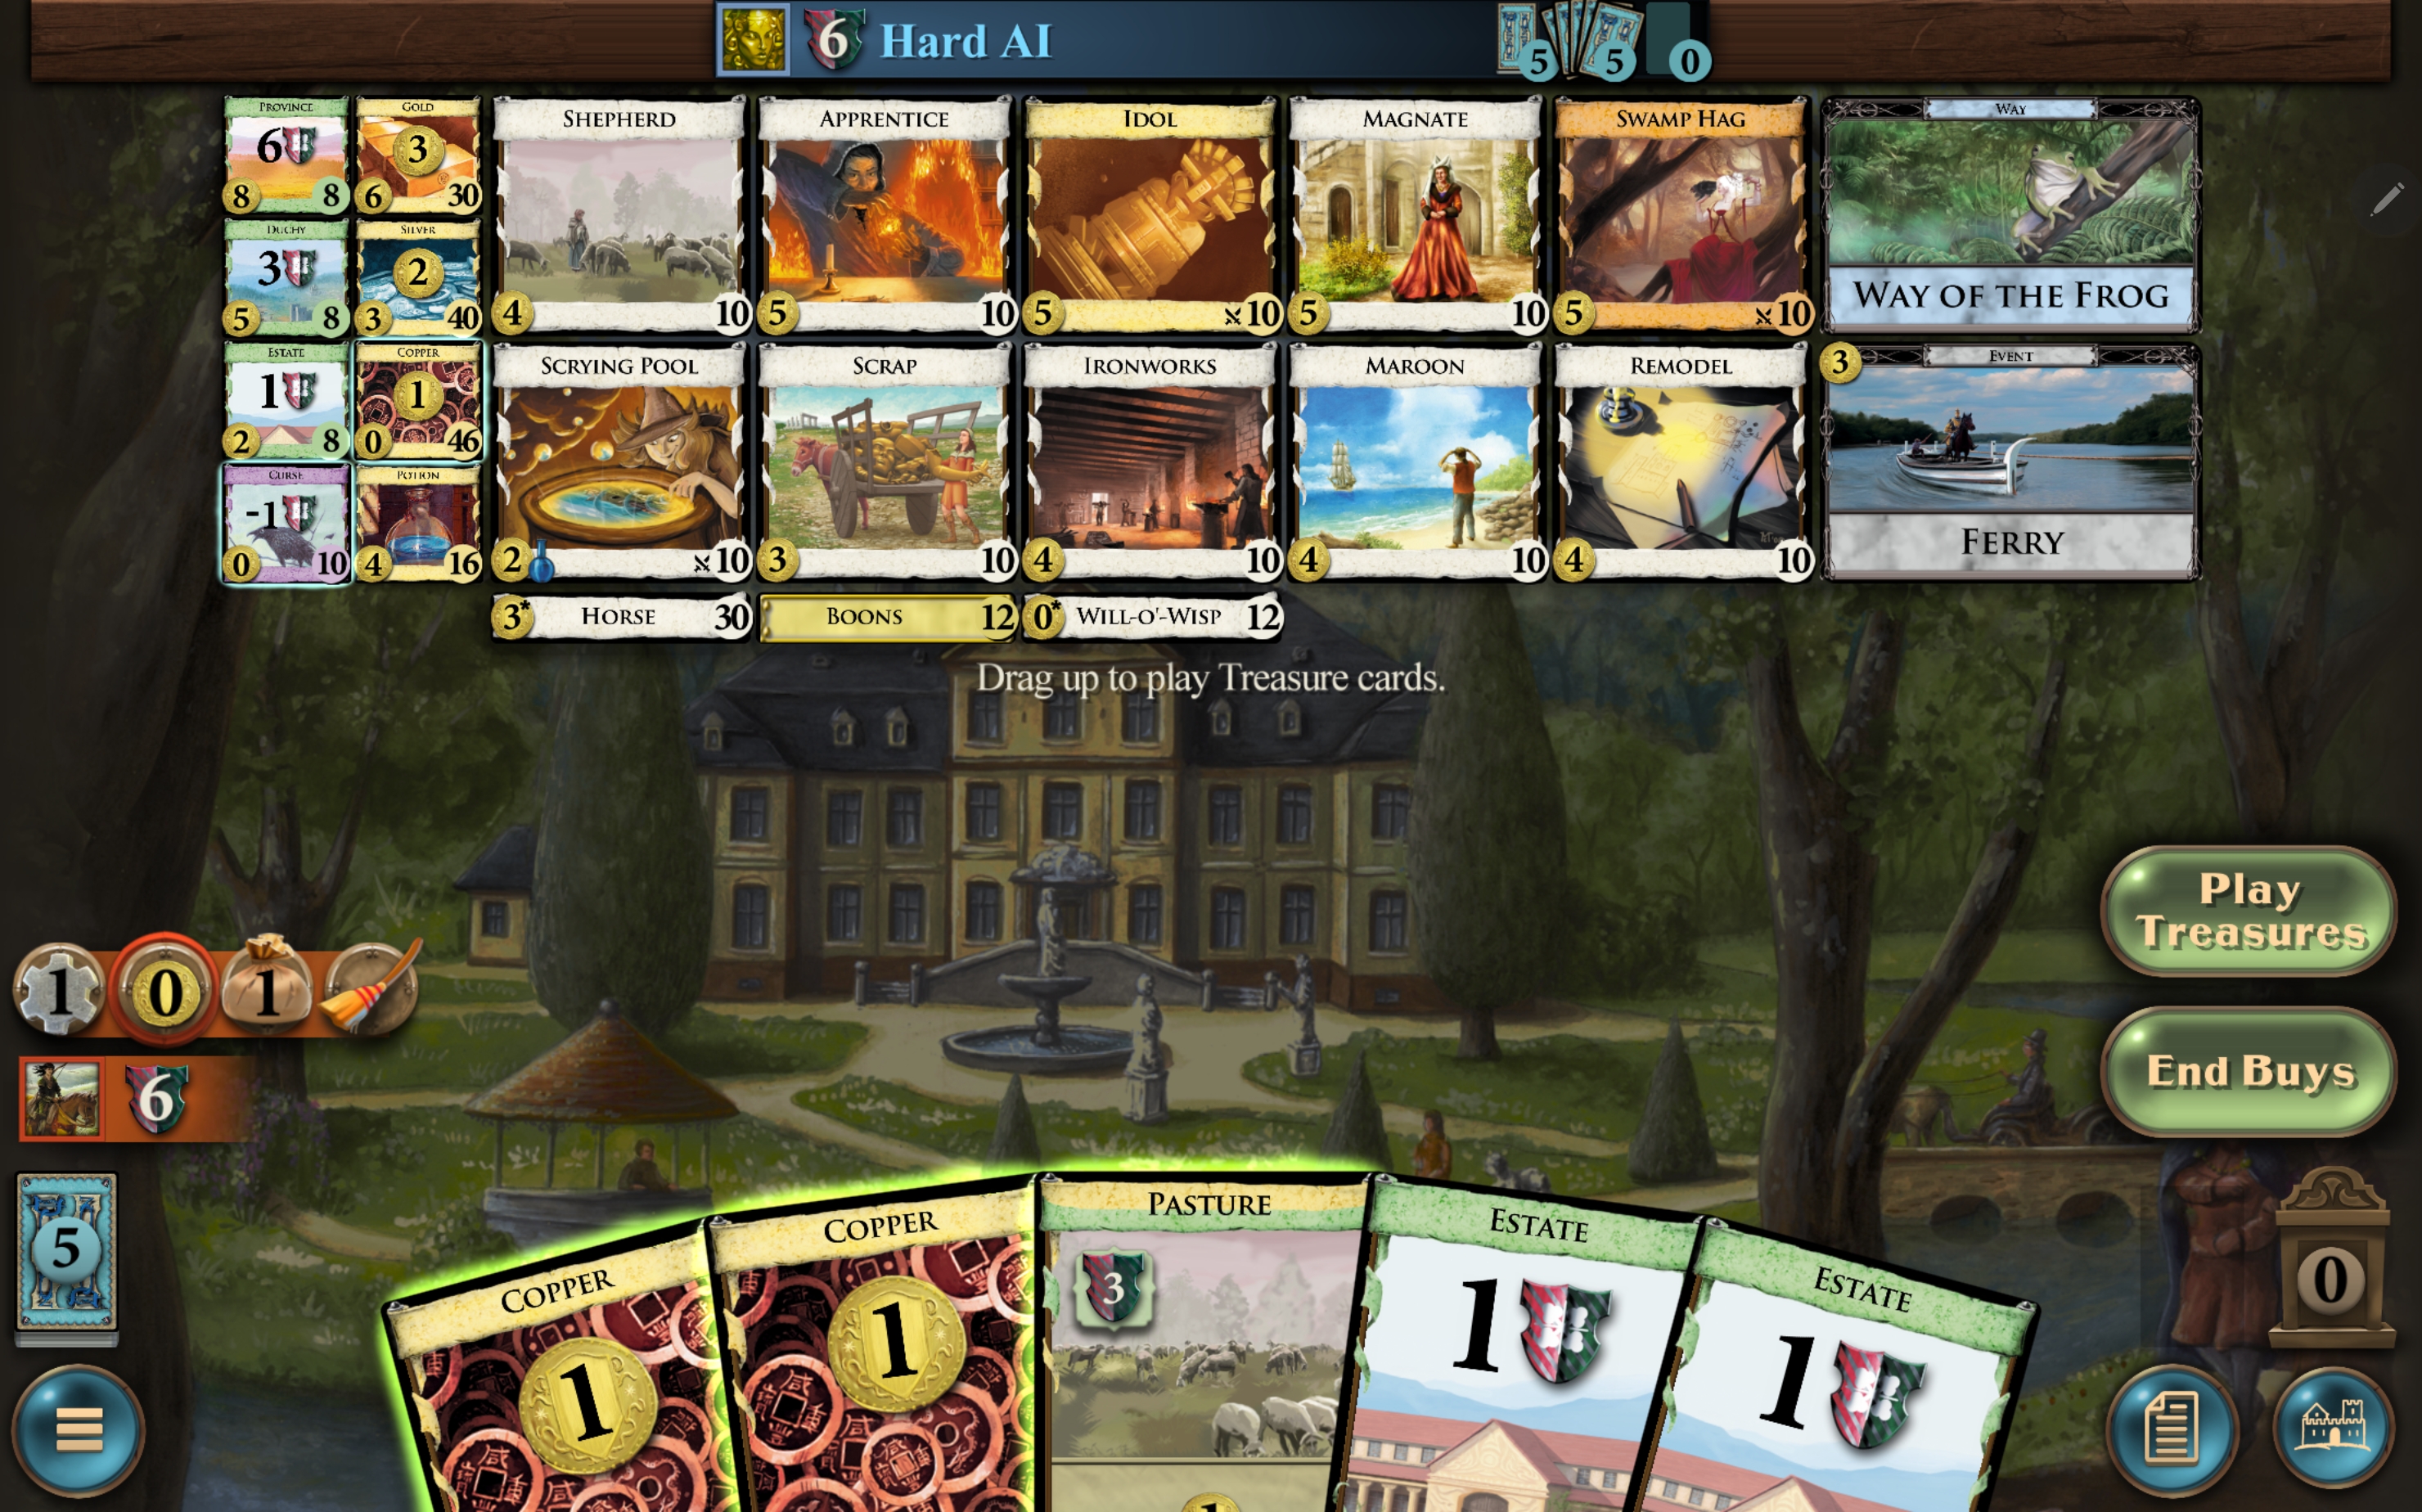 6 Hard AI 5 5 0
PROVINCE GOLD
6 3
8 8 6 30
SHEPHERD APPRENTICE IDOL MAGNATE SWAMP HAG WAY
DUCHY SILVER
3 2
5 8 3 40
4 10 5 10 5 10 5 10 5 10
WAY OF THE FROG
ESTATE COPPER
1 1
2 8 0 46
SCRYING POOL SCRAP IRONWORKS MAROON REMODEL 3 EVENT
CURSE POTION
-1
0 10 4 16
2 10 3 10 4 10 4 10 4 10
FERRY
3* HORSE 30 BOONS 12 0* WILL-O'-WISP 12
Drag up to play Treasure cards.
Play
Treasures
1 0 1
End Buys
6
5
COPPER COPPER PASTURE ESTATE ESTATE
1 1 3 1 1
0
1